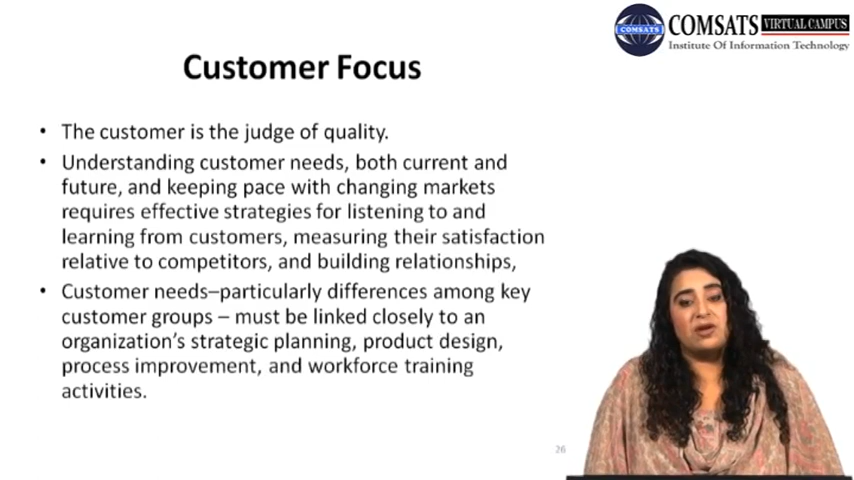 COMSATS
COMSATS VIRTUAL CAMPUS
Institute Of Information Technology
Customer Focus
• The customer is the judge of quality.
• Understanding customer needs, both current and
future, and keeping pace with changing markets
requires effective strategies for listening to and
learning from customers, measuring their satisfaction
relative to competitors, and building relationships,
• Customer needs–particularly differences among key
customer groups – must be linked closely to an
organization's strategic planning, product design,
process improvement, and workforce training
activities.
26